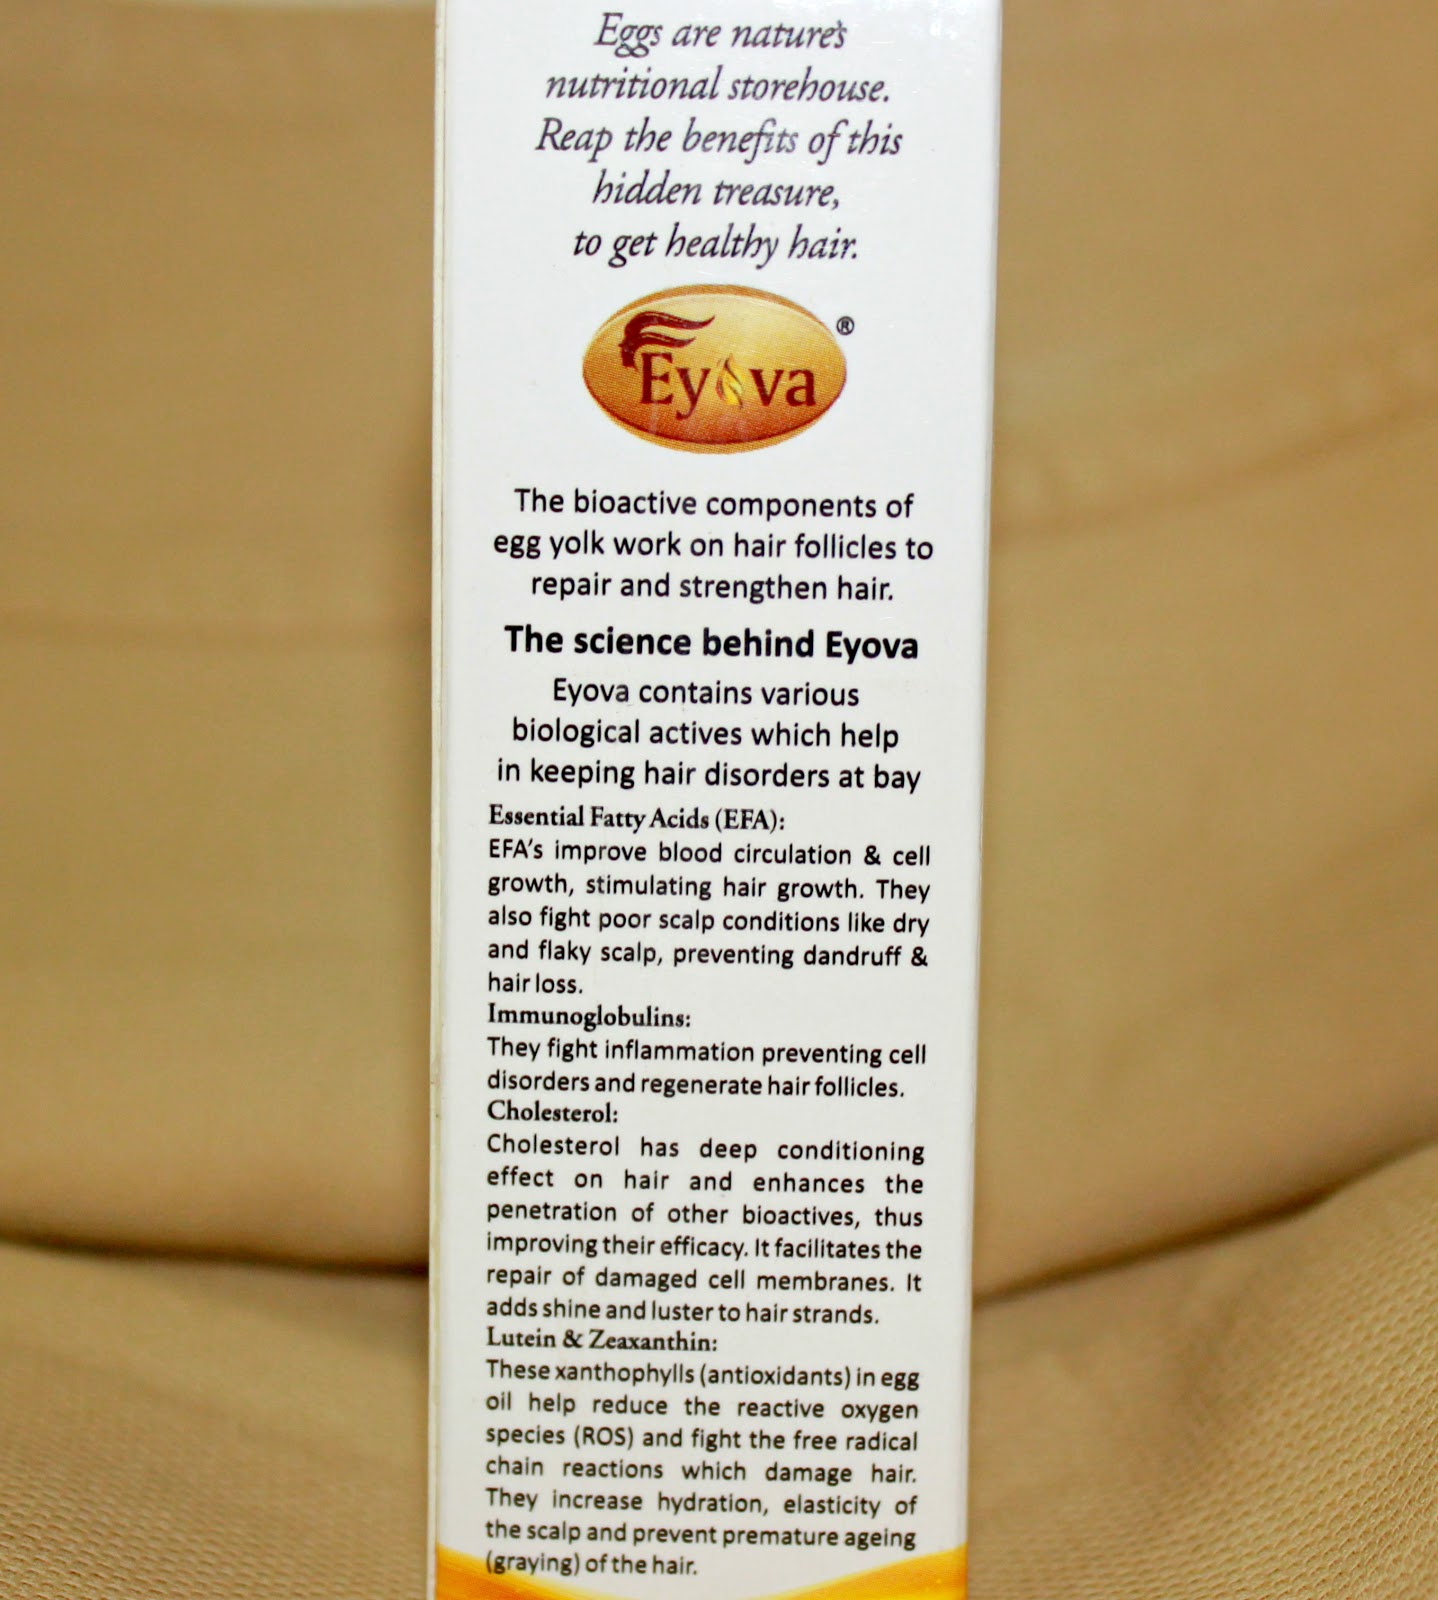 Eggs are nature's
nutritional storehouse.
Reap the benefits of this
hidden treasure,
to get healthy hair.
Eyova ®
The bioactive components of
egg yolk work on hair follicles to
repair and strengthen hair.
The science behind Eyova
Eyova contains various
biological actives which help
in keeping hair disorders at bay
Essential Fatty Acids (EFA):
EFA's improve blood circulation & cell
growth, stimulating hair growth. They
also fight poor scalp conditions like dry
and flaky scalp, preventing dandruff &
hair loss.
Immunoglobulins:
They fight inflammation preventing cell
disorders and regenerate hair follicles.
Cholesterol:
Cholesterol has deep conditioning
effect on hair and enhances the
penetration of other bioactives, thus
improving their efficacy. It facilitates the
repair of damaged cell membranes. It
adds shine and luster to hair strands.
Lutein & Zeaxanthin:
These xanthophylls (antioxidants) in egg
oil help reduce the reactive oxygen
species (ROS) and fight the free radical
chain reactions which damage hair.
They increase hydration, elasticity of
the scalp and prevent premature ageing
(graying) of the hair.